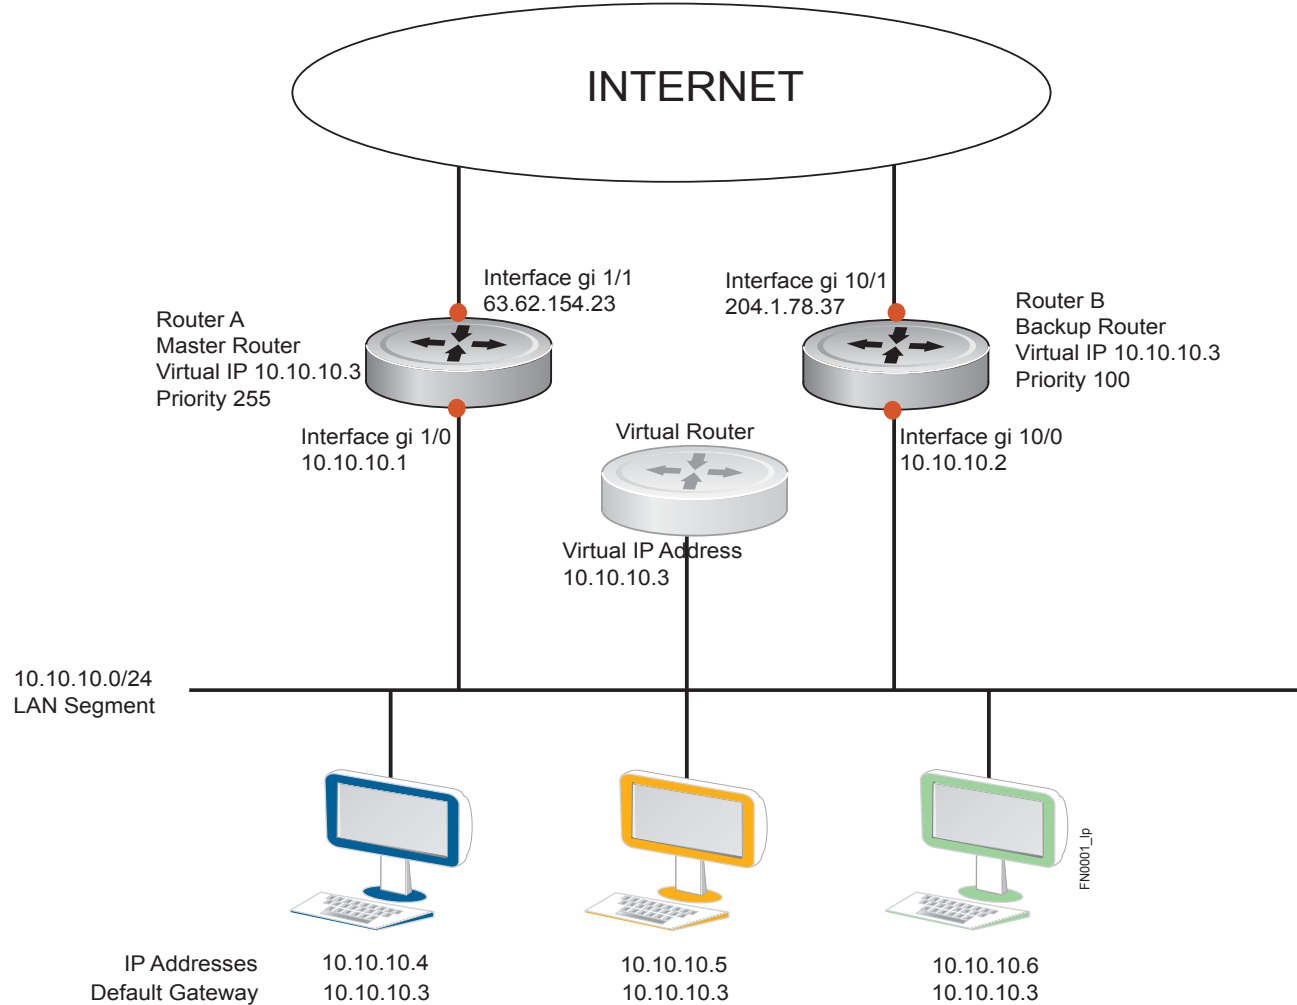 INTERNET
Interface gi 1/1
63.62.154.23
Interface gi 10/1
204.1.78.37
Router A
Master Router
Virtual IP 10.10.10.3
Priority 255
Router B
Backup Router
Virtual IP 10.10.10.3
Priority 100
Interface gi 1/0
10.10.10.1
Virtual Router
Interface gi 10/0
10.10.10.2
Virtual IP Address
10.10.10.3
10.10.10.0/24
LAN Segment
FN0001_lp
IP Addresses 10.10.10.4 10.10.10.5 10.10.10.6
Default Gateway 10.10.10.3 10.10.10.3 10.10.10.3